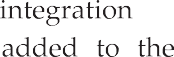 integration
added to the